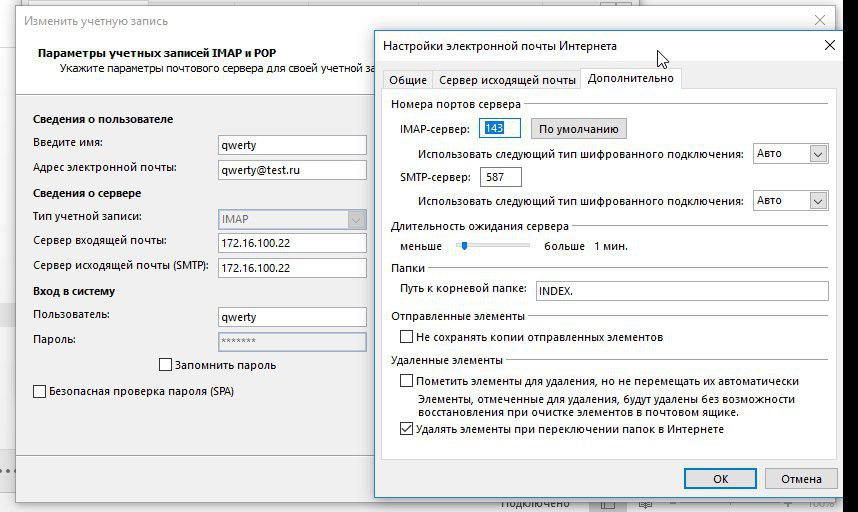 Изменить учетную запись
Параметры учетных записей IMAP и POP
Укажите параметры почтового сервера для своей учетной за
Сведения о пользователе
Введите имя: qwerty
Адрес электронной почты: qwerty@test.ru
Сведения о сервере
Тип учетной записи: IMAP
Сервер входящей почты: 172.16.100.22
Сервер исходящей почты (SMTP): 172.16.100.22
Вход в систему
Пользователь: qwerty
Пароль: *******
Запомнить пароль
Безопасная проверка пароля (SPA)
Настройки электронной почты Интернета
Общие Сервер исходящей почты Дополнительно
Номера портов сервера
IMAP-сервер: 143 По умолчанию
Использовать следующий тип шифрованного подключения: Авто
SMTP-сервер: 587
Использовать следующий тип шифрованного подключения: Авто
Длительность ожидания сервера
меньше больше 1 мин.
Папки
Путь к корневой папке: INDEX.
Отправленные элементы
Не сохранять копии отправленных элементов
Удаленные элементы
Пометить элементы для удаления, но не перемещать их автоматически
Элементы, отмеченные для удаления, будут удалены без возможности
восстановления при очистке элементов в почтовом ящике.
Удалять элементы при переключении папок в Интернете
ОК Отмена
Подключено 100%